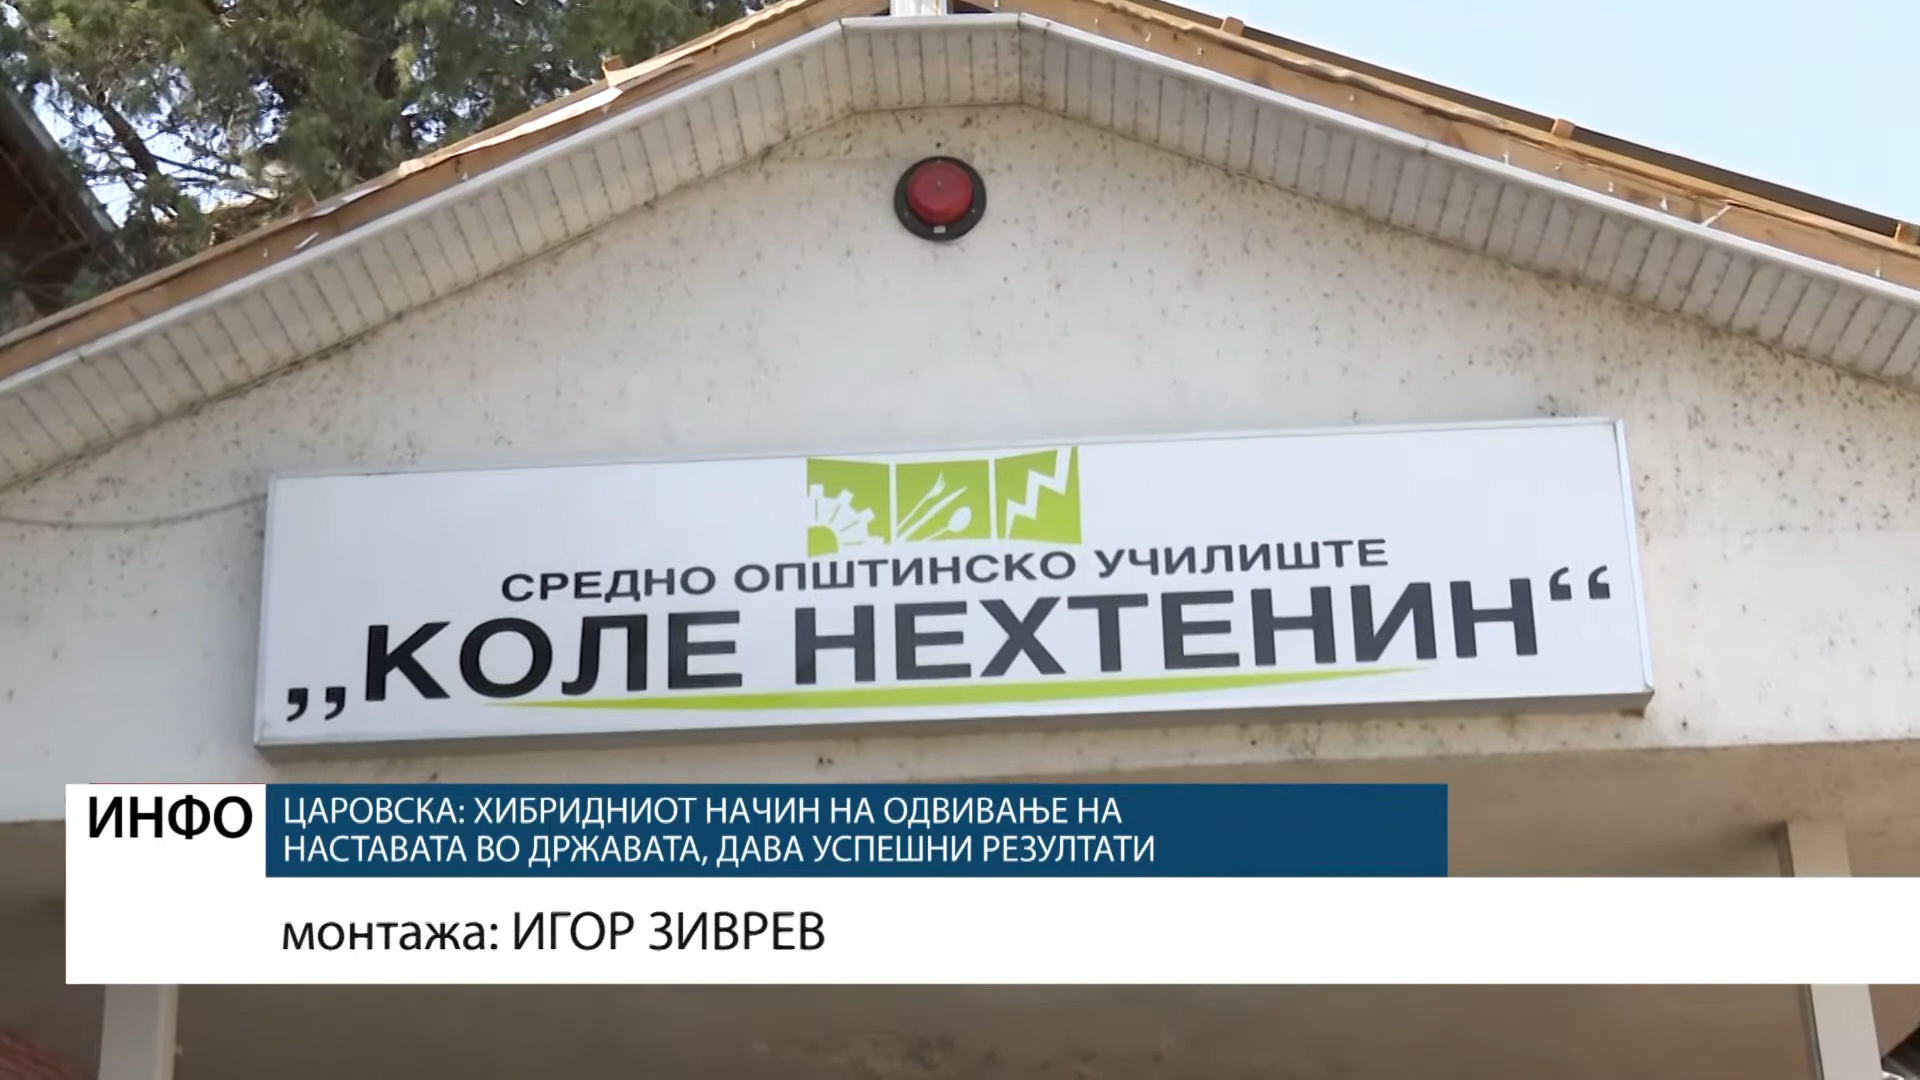 СРЕДНО ОПШТИНСКО УЧИЛИШТЕ
„КОЛЕ НЕХТЕНИН“
ИНФО
ЦАРОВСКА: ХИБРИДНИОТ НАЧИН НА ОДВИВАЊЕ НА
НАСТАВАТА ВО ДРЖАВАТА, ДАВА УСПЕШНИ РЕЗУЛТАТИ
монтажа: ИГОР ЗИВРЕВ